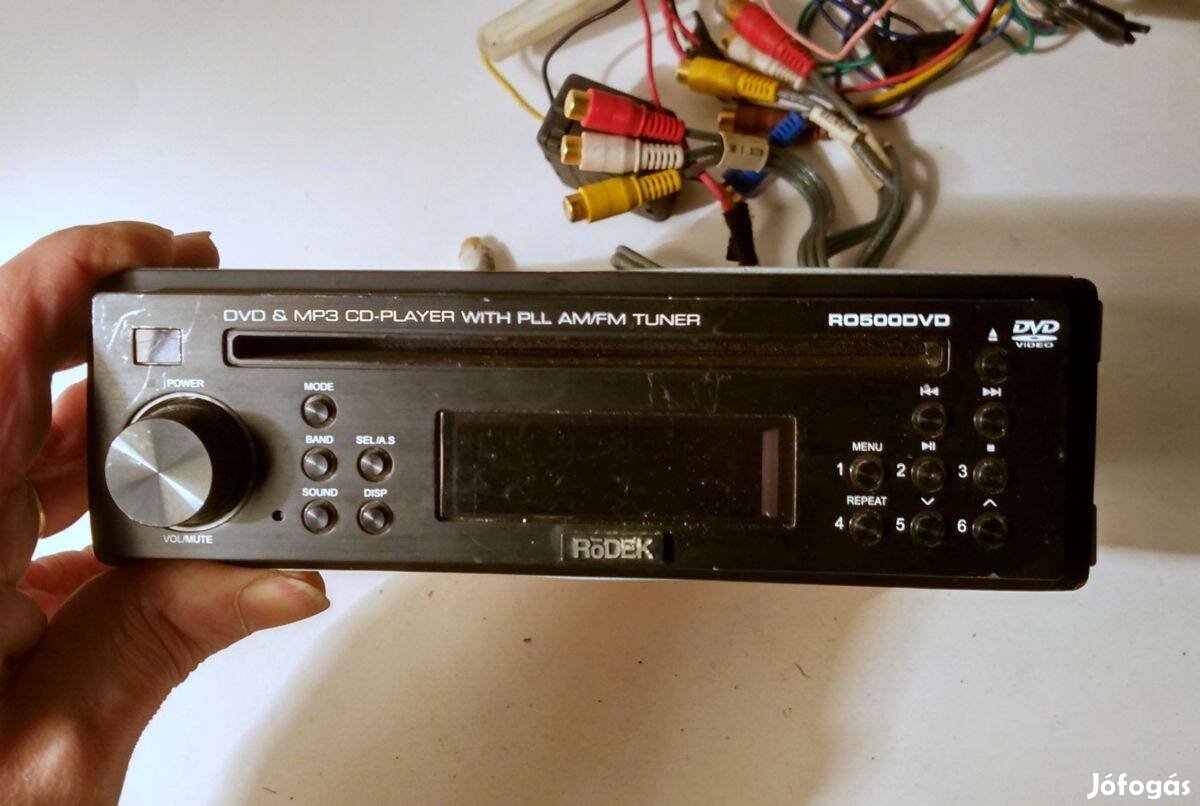 DVD & MP3 CD-PLAYER WITH PLL AM/FM TUNER
RO500DVD
DVD
VIDEO
POWER
MODE
BAND
SEL/A.S
SOUND
DISP
VOL/MUTE
MENU
1
2
3
REPEAT
4
5
6
RōDEK
Jófogás